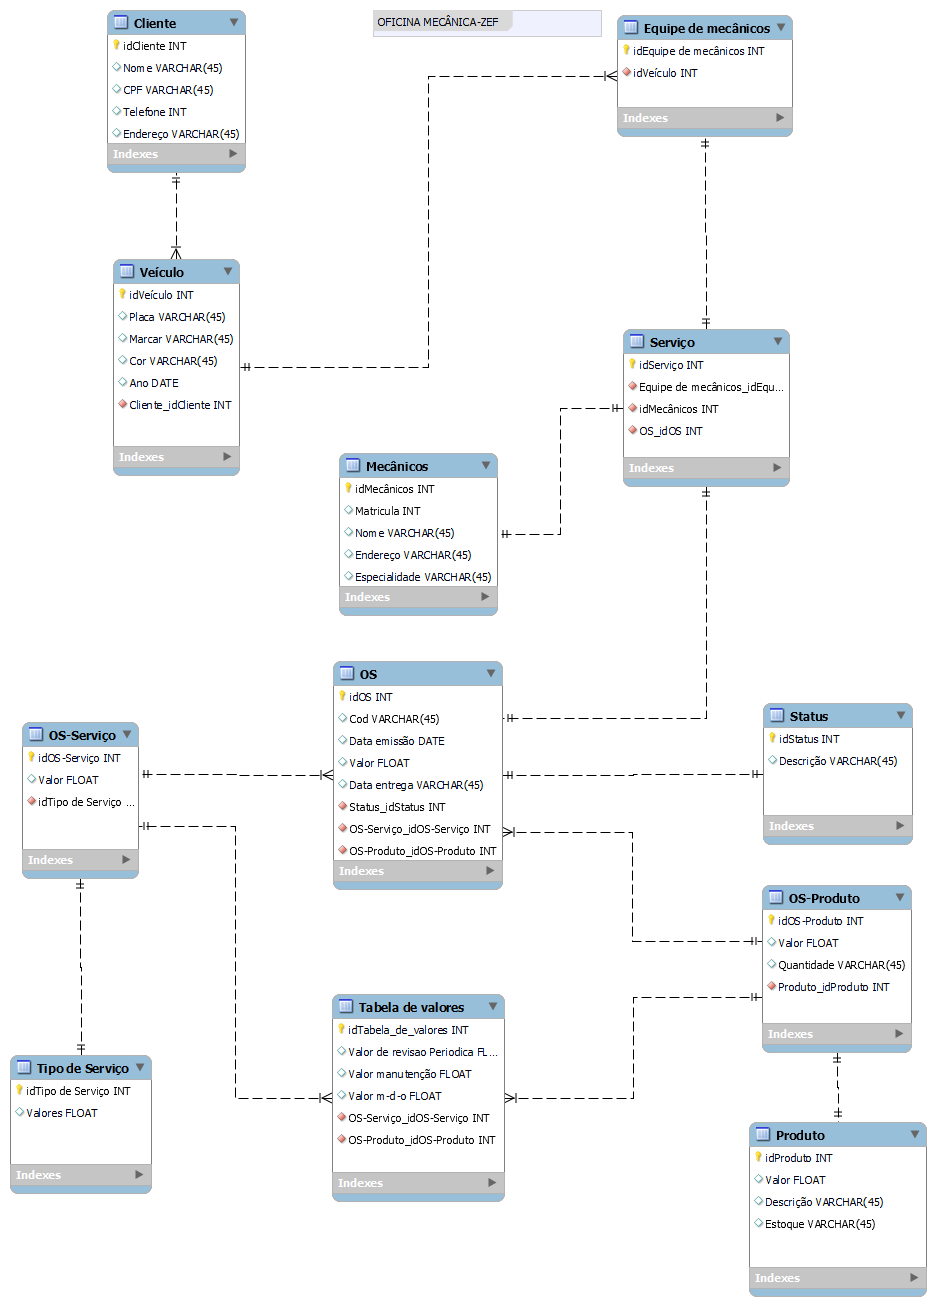 OFICINA MECÂNICA-ZEF
Cliente
idCliente INT
Nome VARCHAR(45)
CPF VARCHAR(45)
Telefone INT
Endereço VARCHAR(45)
Indexes
Equipe de mecânicos
idEquipe de mecânicos INT
idVeículo INT
Indexes
Veículo
idVeículo INT
Placa VARCHAR(45)
Marcar VARCHAR(45)
Cor VARCHAR(45)
Ano DATE
Cliente_idCliente INT
Indexes
Serviço
idServiço INT
Equipe de mecânicos_idEqu...
idMecânicos INT
OS_idOS INT
Indexes
Mecânicos
idMecânicos INT
Matricula INT
Nome VARCHAR(45)
Endereço VARCHAR(45)
Especialidade VARCHAR(45)
Indexes
OS
idOS INT
Cod VARCHAR(45)
Data emissão DATE
Valor FLOAT
Data entrega VARCHAR(45)
Status_idStatus INT
OS-Serviço_idOS-Serviço INT
OS-Produto_idOS-Produto INT
Indexes
Status
idStatus INT
Descrição VARCHAR(45)
Indexes
OS-Serviço
idOS-Serviço INT
Valor FLOAT
idTipo de Serviço ...
Indexes
OS-Produto
idOS-Produto INT
Valor FLOAT
Quantidade VARCHAR(45)
Produto_idProduto INT
Indexes
Tabela de valores
idTabela_de_valores INT
Valor de revisao Periodica FL...
Valor manutenção FLOAT
Valor m-d-o FLOAT
OS-Serviço_idOS-Serviço INT
OS-Produto_idOS-Produto INT
Indexes
Tipo de Serviço
idTipo de Serviço INT
Valores FLOAT
Indexes
Produto
idProduto INT
Valor FLOAT
Descrição VARCHAR(45)
Estoque VARCHAR(45)
Indexes